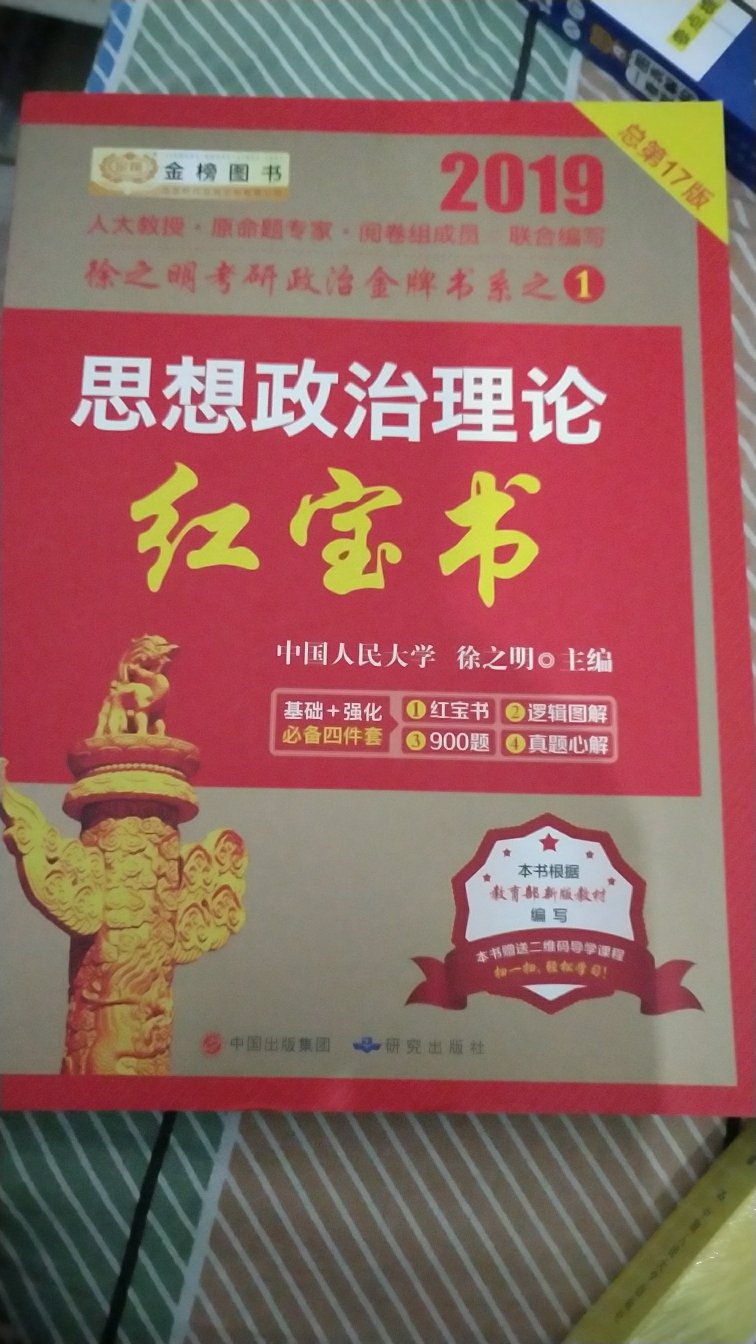 金榜图书
2019
总第17版
人大教授·原命题专家·阅卷组成员 联合编写
徐之明考研政治金牌书系之1
思想政治理论
红宝书
中国人民大学 徐之明◎主编
基础+强化
必备四件套
1红宝书 2逻辑图解
3 900题 4真题心解
本书根据
教育部新版教材
编写
本书赠送二维码导学课程
扫一扫、轻松学习!
中国出版集团 研究出版社